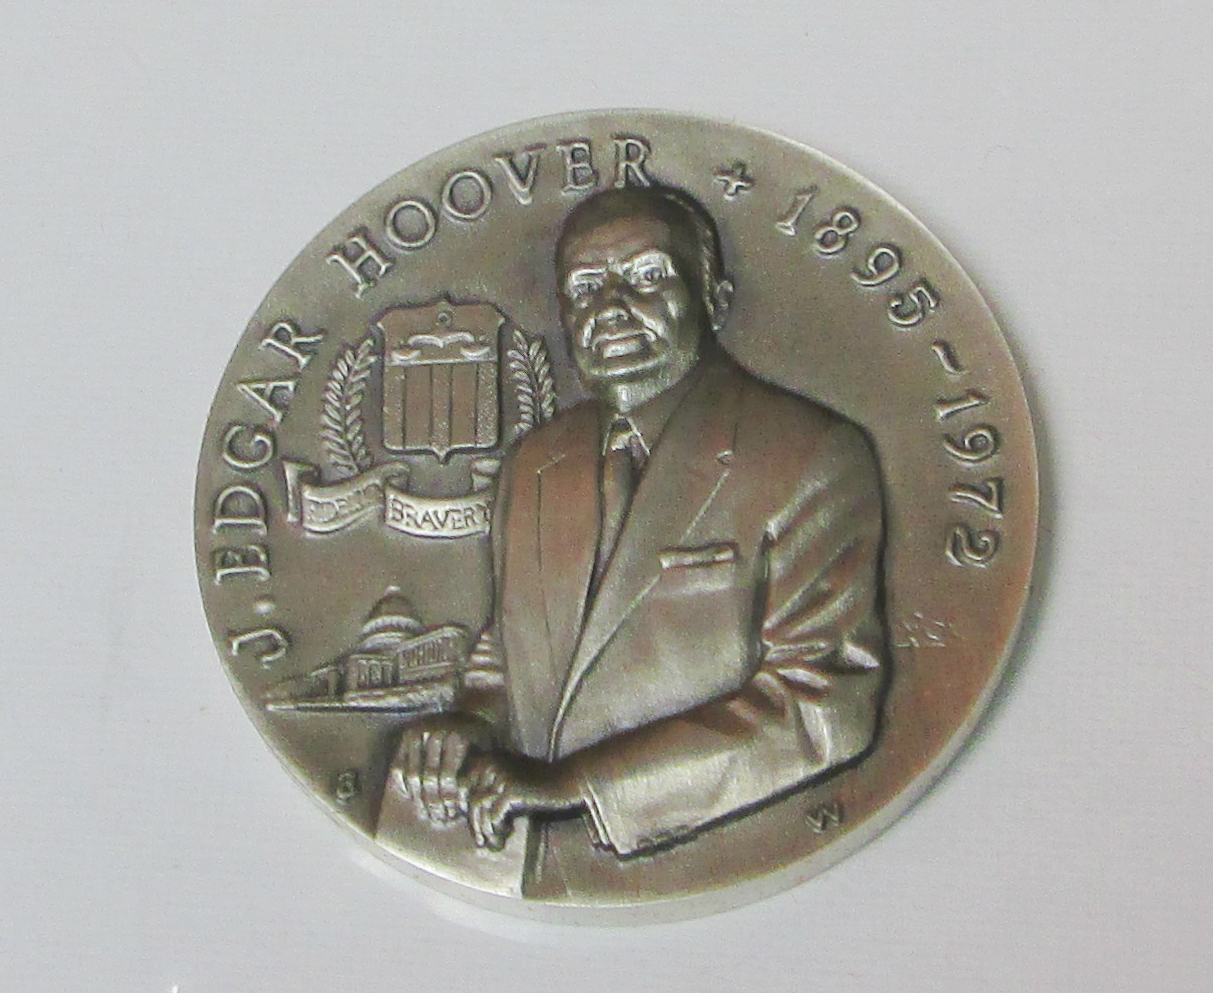 J. EDGAR HOOVER + 1895~1972
BRAVERY
G
W